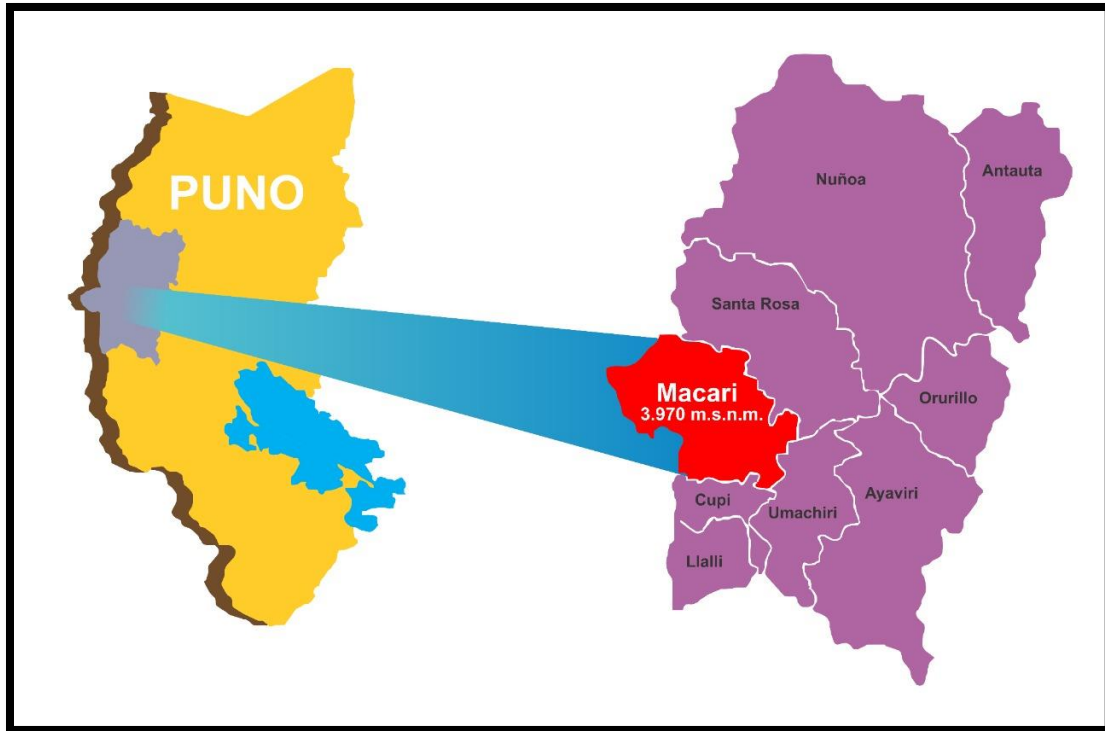 PUNO
Nuñoa
Antauta
Santa Rosa
Macari
3.970 m.s.n.m.
Orurillo
Cupi
Umachiri
Ayaviri
Llalli